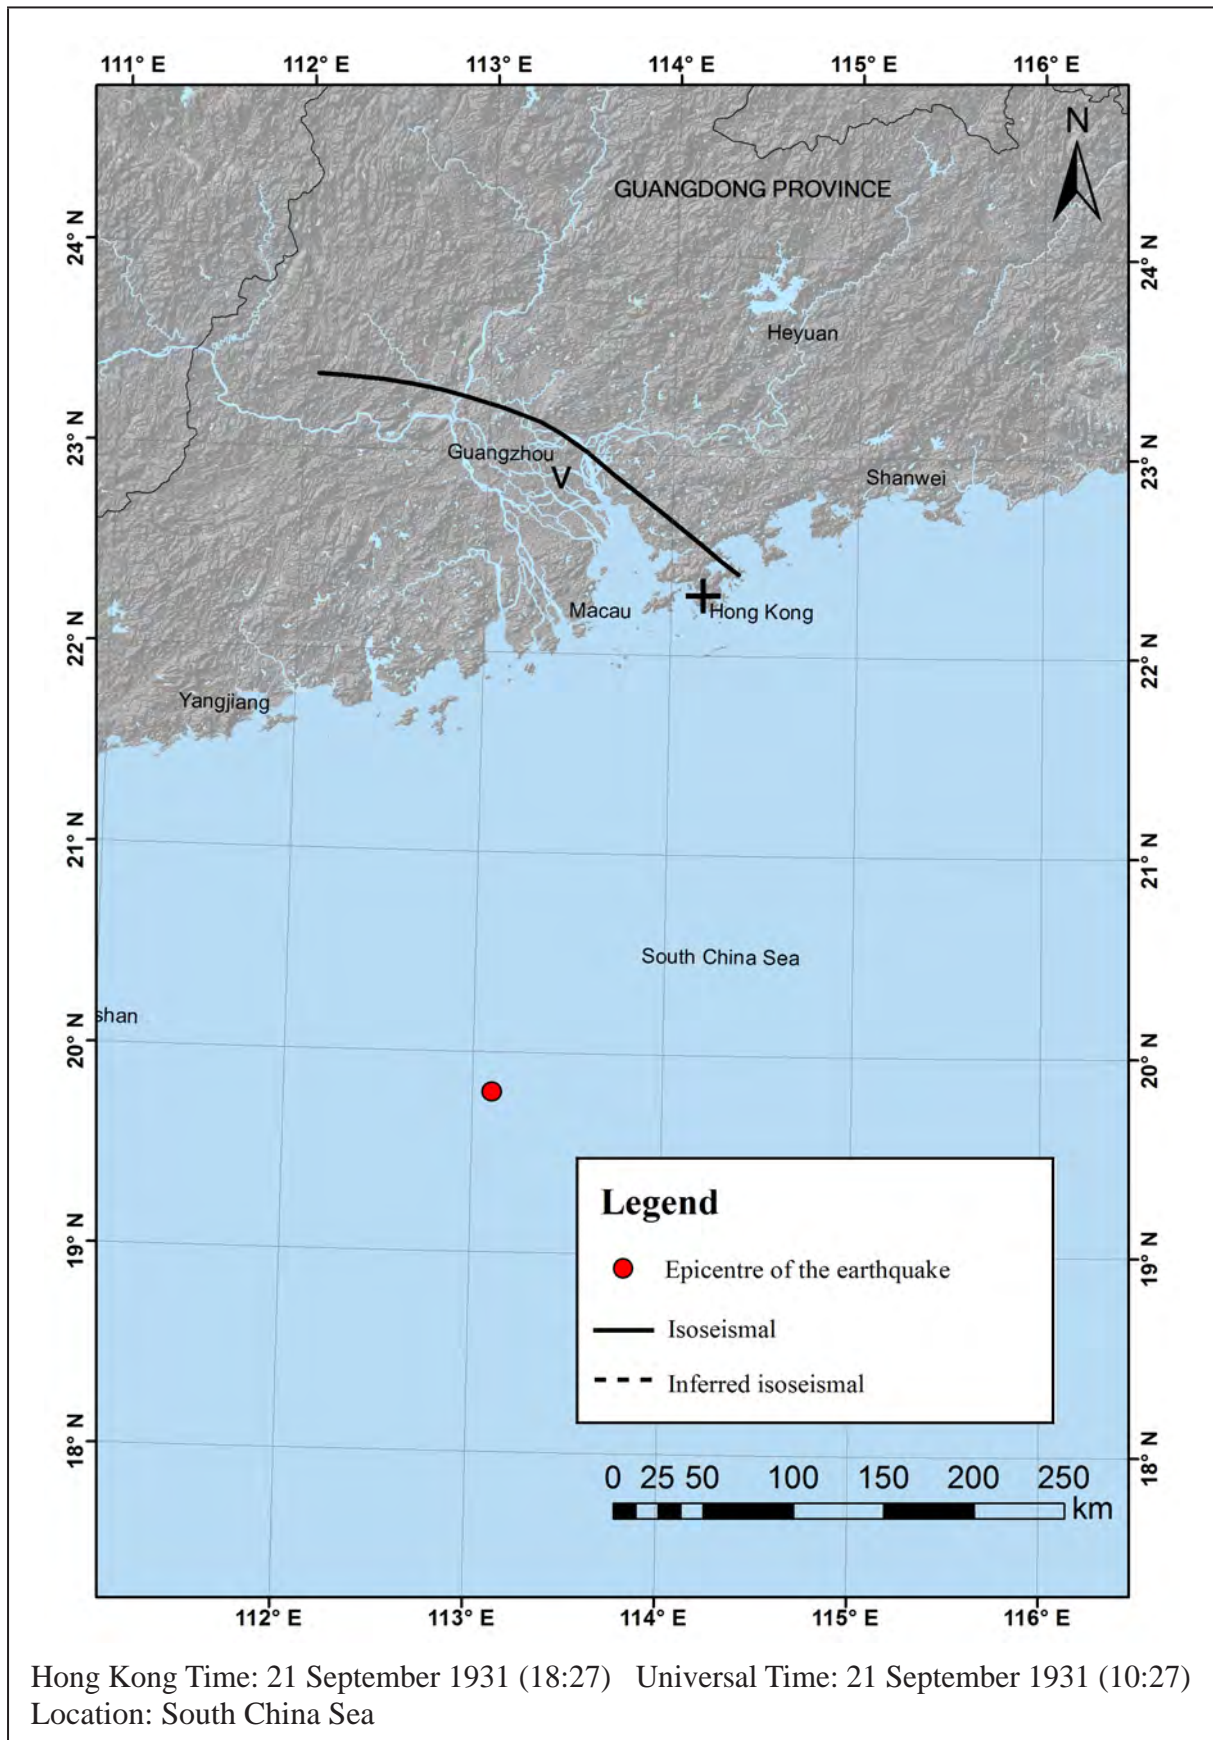 111° E 112° E 113° E 114° E 115° E 116° E
N
GUANGDONG PROVINCE
24° N
24° N
Heyuan
23° N
Guangzhou
V
23° N
Shanwei
Macau
Hong Kong
22° N
22° N
Yangjiang
21° N
21° N
South China Sea
shan
20° N
20° N
Legend
Epicentre of the earthquake
Isoseismal
Inferred isoseismal
19° N
19° N
18° N
18° N
0 25 50 100 150 200 250
km
112° E 113° E 114° E 115° E 116° E
Hong Kong Time: 21 September 1931 (18:27) Universal Time: 21 September 1931 (10:27)
Location: South China Sea